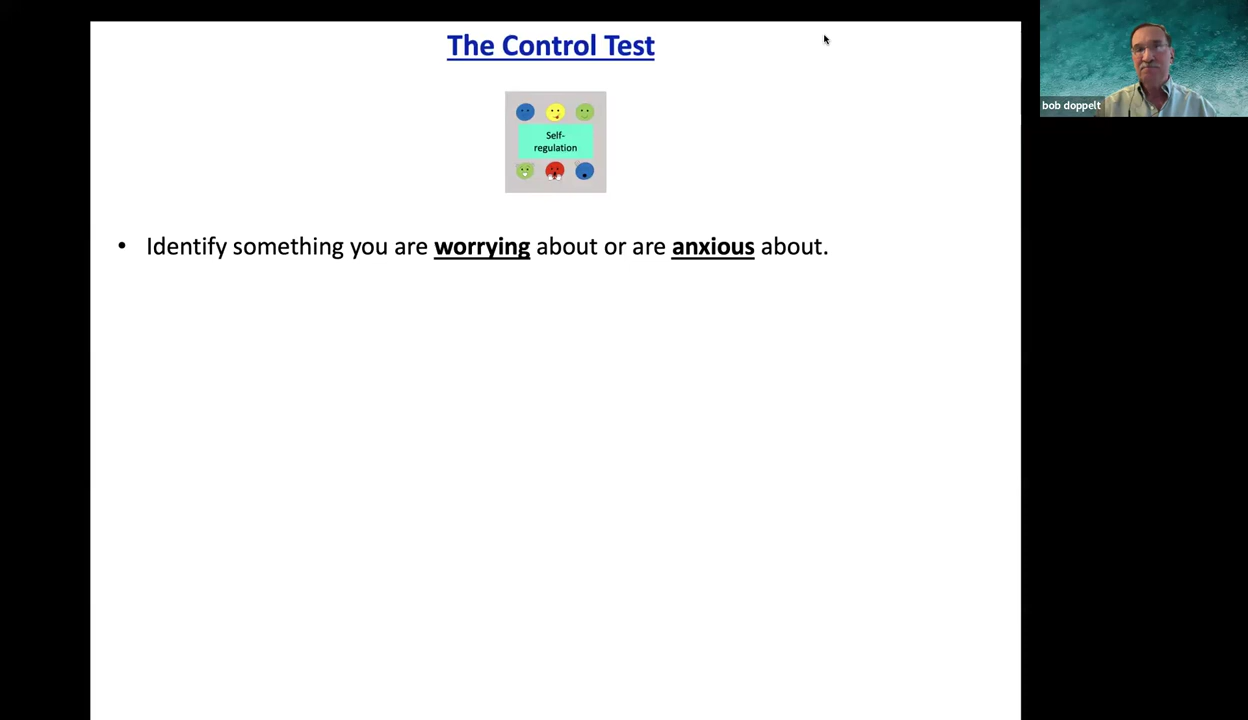 The Control Test
bob doppelt
Self-
regulation
• Identify something you are worrying about or are anxious about.